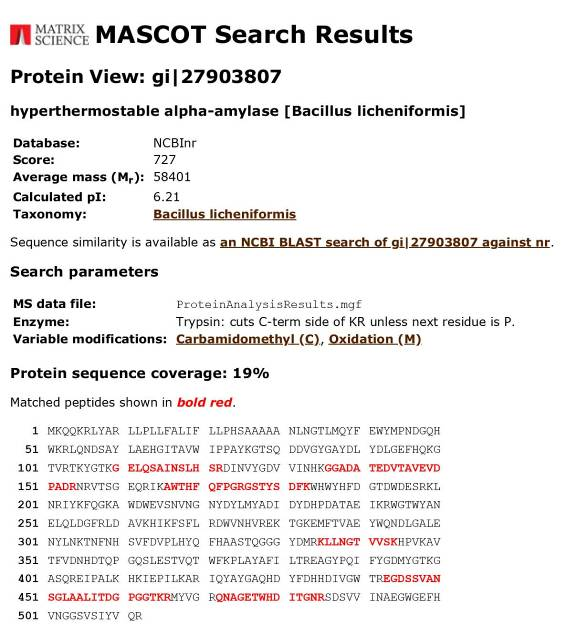 MATRIX
SCIENCE MASCOT Search Results
Protein View: gi|27903807
hyperthermostable alpha-amylase [Bacillus licheniformis]
Database: NCBInr
Score: 727
Average mass (Mr): 58401
Calculated pI: 6.21
Taxonomy: Bacillus licheniformis
Sequence similarity is available as an NCBI BLAST search of gi|27903807 against nr.
Search parameters
MS data file: ProteinAnalysisResults.mgf
Enzyme: Trypsin: cuts C-term side of KR unless next residue is P.
Variable modifications: Carbamidomethyl (C), Oxidation (M)
Protein sequence coverage: 19%
Matched peptides shown in bold red.
1 MKQQKRLYAR LLPLLFALIF LLPHSAAAAA NLNGTLMQYF EWYMPNDGQH
51 WKRLQNDSAY LAEHGITAVW IPPAYKGTSQ DDVGYGAYDL YDLGEFHQKG
101 TVRTKYGTKG ELQSAINSLH SRDINVYGDV VINHKGGADA TEDVTAVEVD
151 PADRNRVTSG EQRIKAWTHF QFPGRGSTYS DFKWHWYHFD GTDWDESRKL
201 NRIYKFQGKA WDWEVSNVNG NYDYLMYADI DYDHPDATAE IKRWGTWYAN
251 ELQLDGFRLD AVKHIKFSFL RDWVNHVREK TGKEMFTVAE YWQNDLGALE
301 NYLNKTNFNH SVFDVPLHYQ FHAASTQGGG YDMRKLLNGT VVSKHPVKAV
351 TFVDNHDTQP GQSLESTVQT WFKPLAYAFI LTREAGYPQI FYGDMYGTKG
401 ASQREIPALK HKIEPILKAR IQYAYGAQHD YFDHHDIVGW TREGDSSVAN
451 SGLAALITDG PGGTKRMYVG RQNAGETWHD ITGNRSDSVV INAEGWGEFH
501 VNGGSVSIYV QR